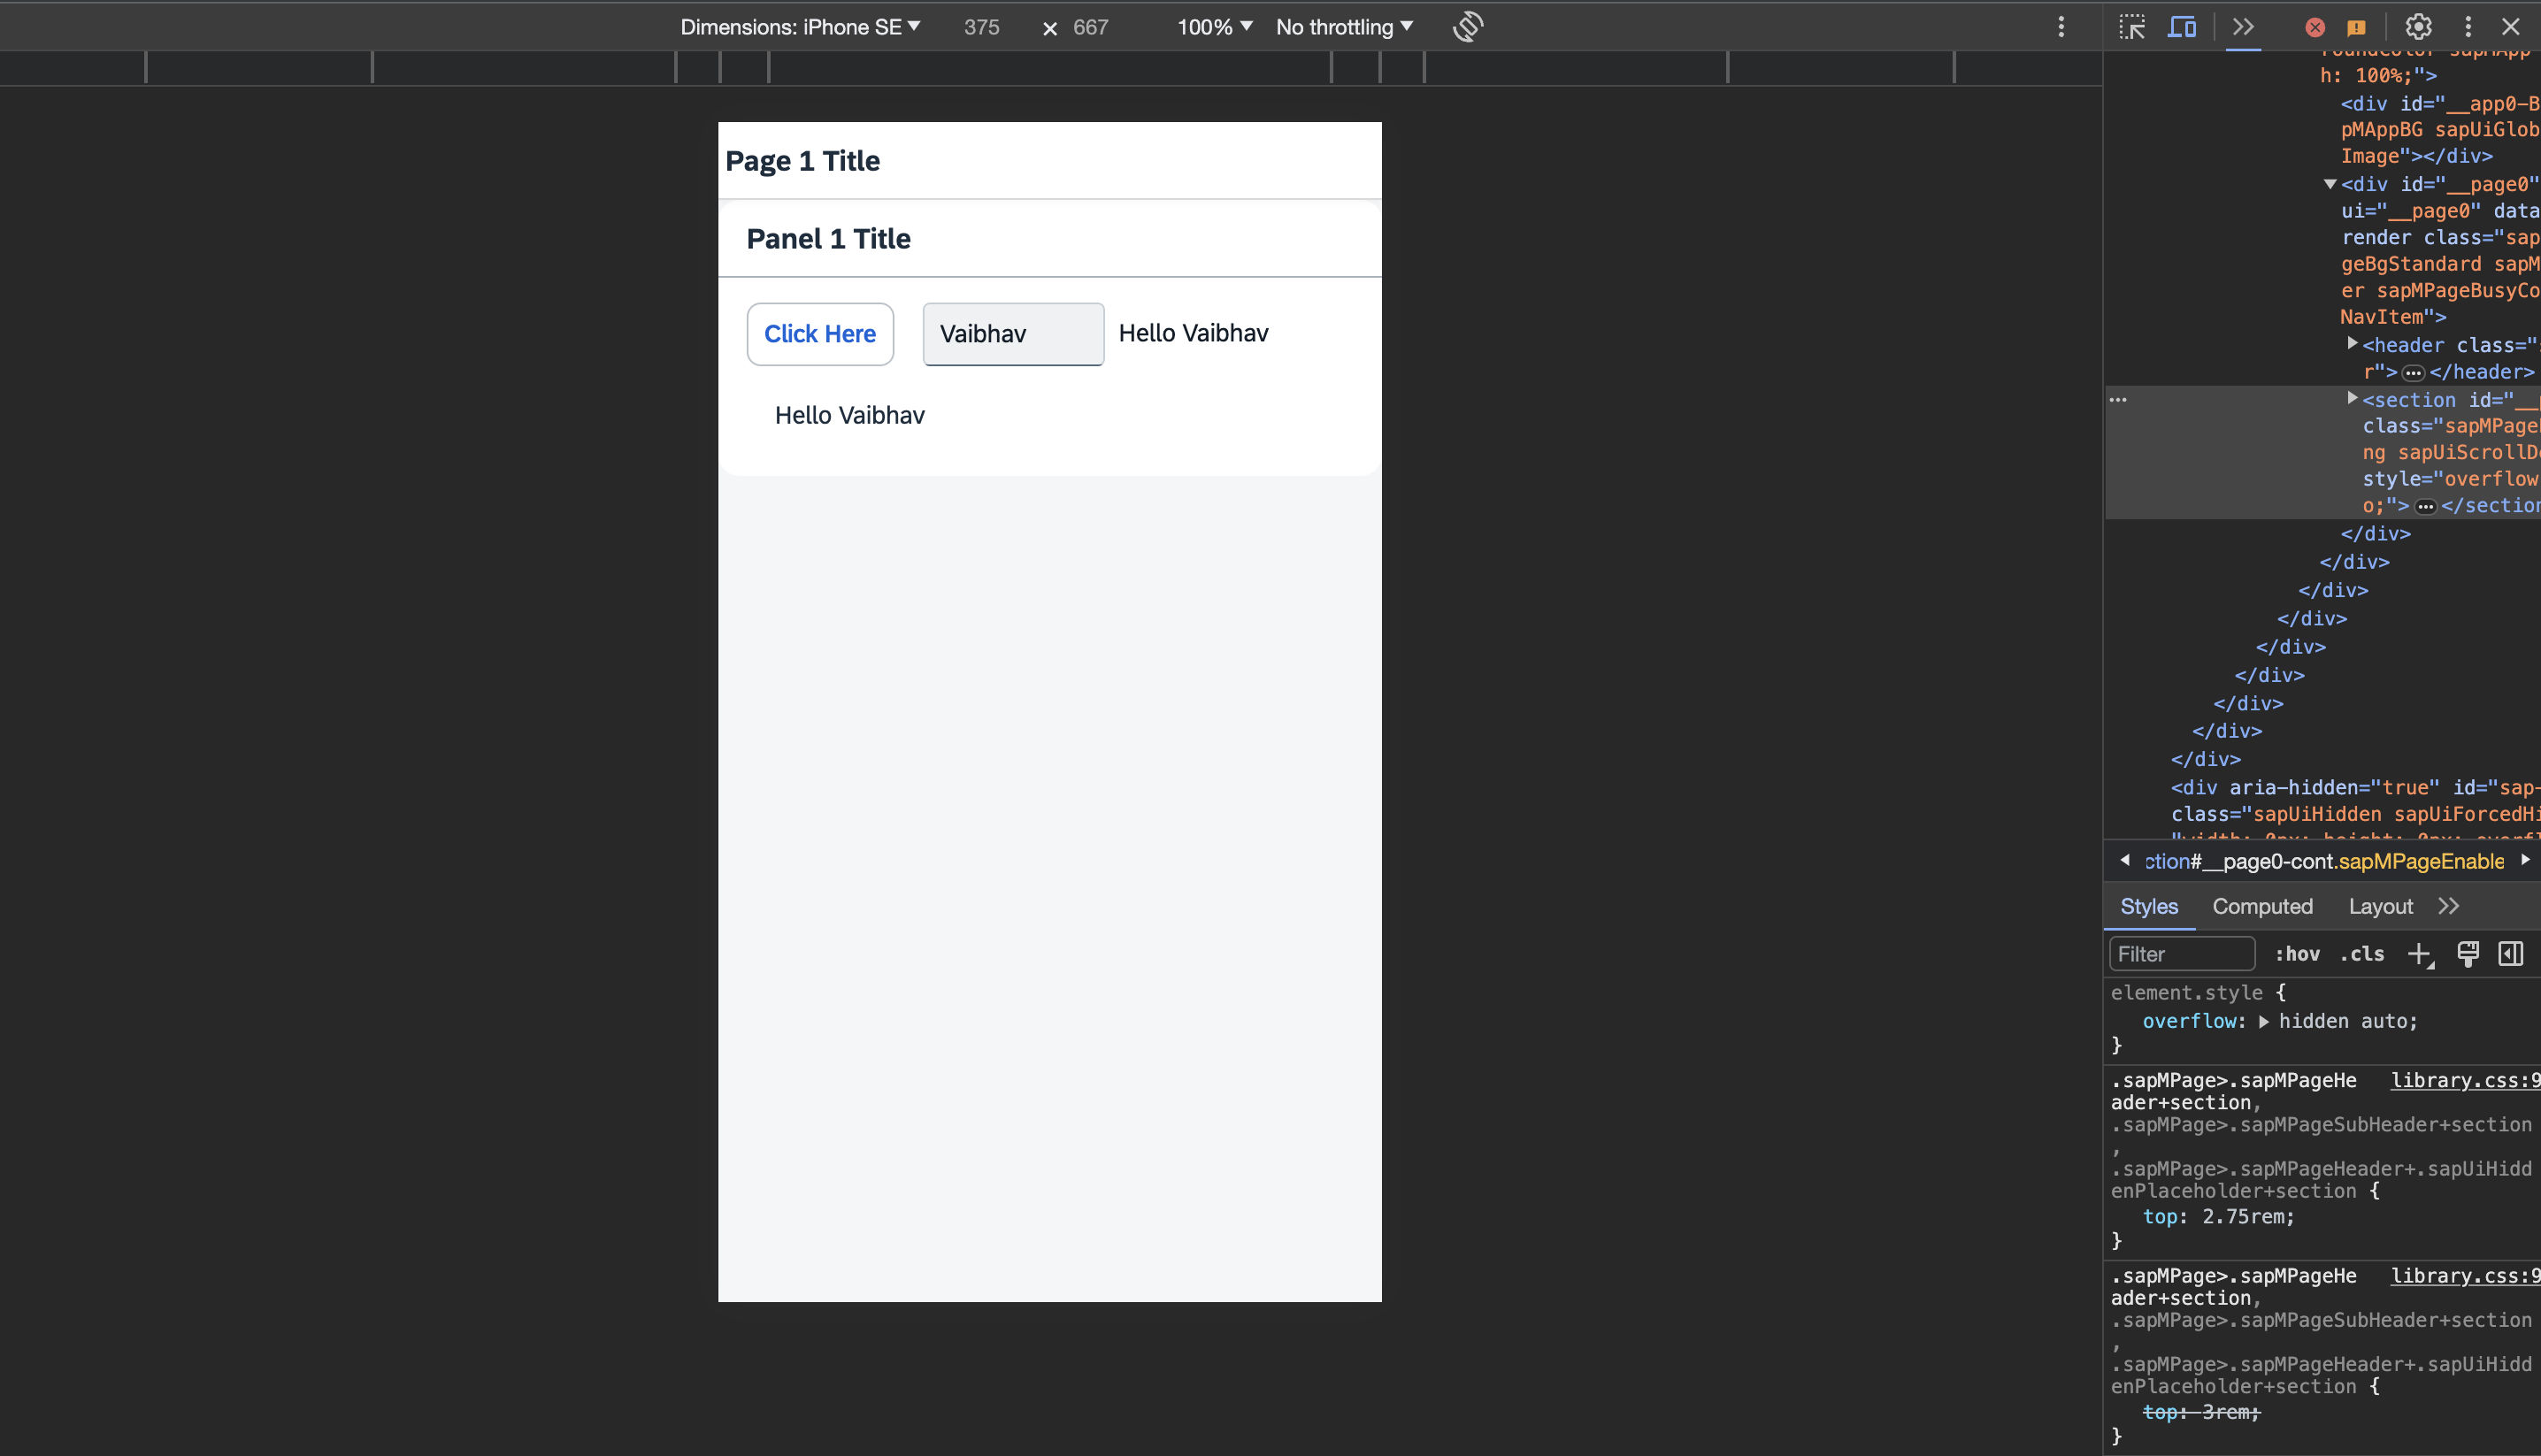 Dimensions: iPhone SE 375 × 667 100% No throttling
Page 1 Title
Panel 1 Title
Click Here Vaibhav Hello Vaibhav
Hello Vaibhav
h: 100%;">
<div id="__app0-B
pMAppBG sapUiGlob
Image"></div>
<div id="__page0"
ui="__page0" data
render class="sap
geBgStandard sapM
er sapMPageBusyCo
NavItem">
<header class="s
r">…</header>
<section id="__p
class="sapMPage
ng sapUiScrollD
style="overflow
o;">…</section
</div>
</div>
</div>
</div>
</div>
</div>
</div>
</div>
</div>
<div aria-hidden="true" id="sap-
class="sapUiHidden sapUiForcedHi
"width: 0px; height: 0px; overfl
ction#__page0-cont.sapMPageEnable
Styles Computed Layout
Filter :hov .cls
element.style {
overflow: hidden auto;
}
.sapMPage>.sapMPageHe library.css:9
ader+section,
.sapMPage>.sapMPageSubHeader+section
,
.sapMPage>.sapMPageHeader+.sapUiHidd
enPlaceholder+section {
top: 2.75rem;
}
.sapMPage>.sapMPageHe library.css:9
ader+section,
.sapMPage>.sapMPageSubHeader+section
,
.sapMPage>.sapMPageHeader+.sapUiHidd
enPlaceholder+section {
top: 3rem;
}